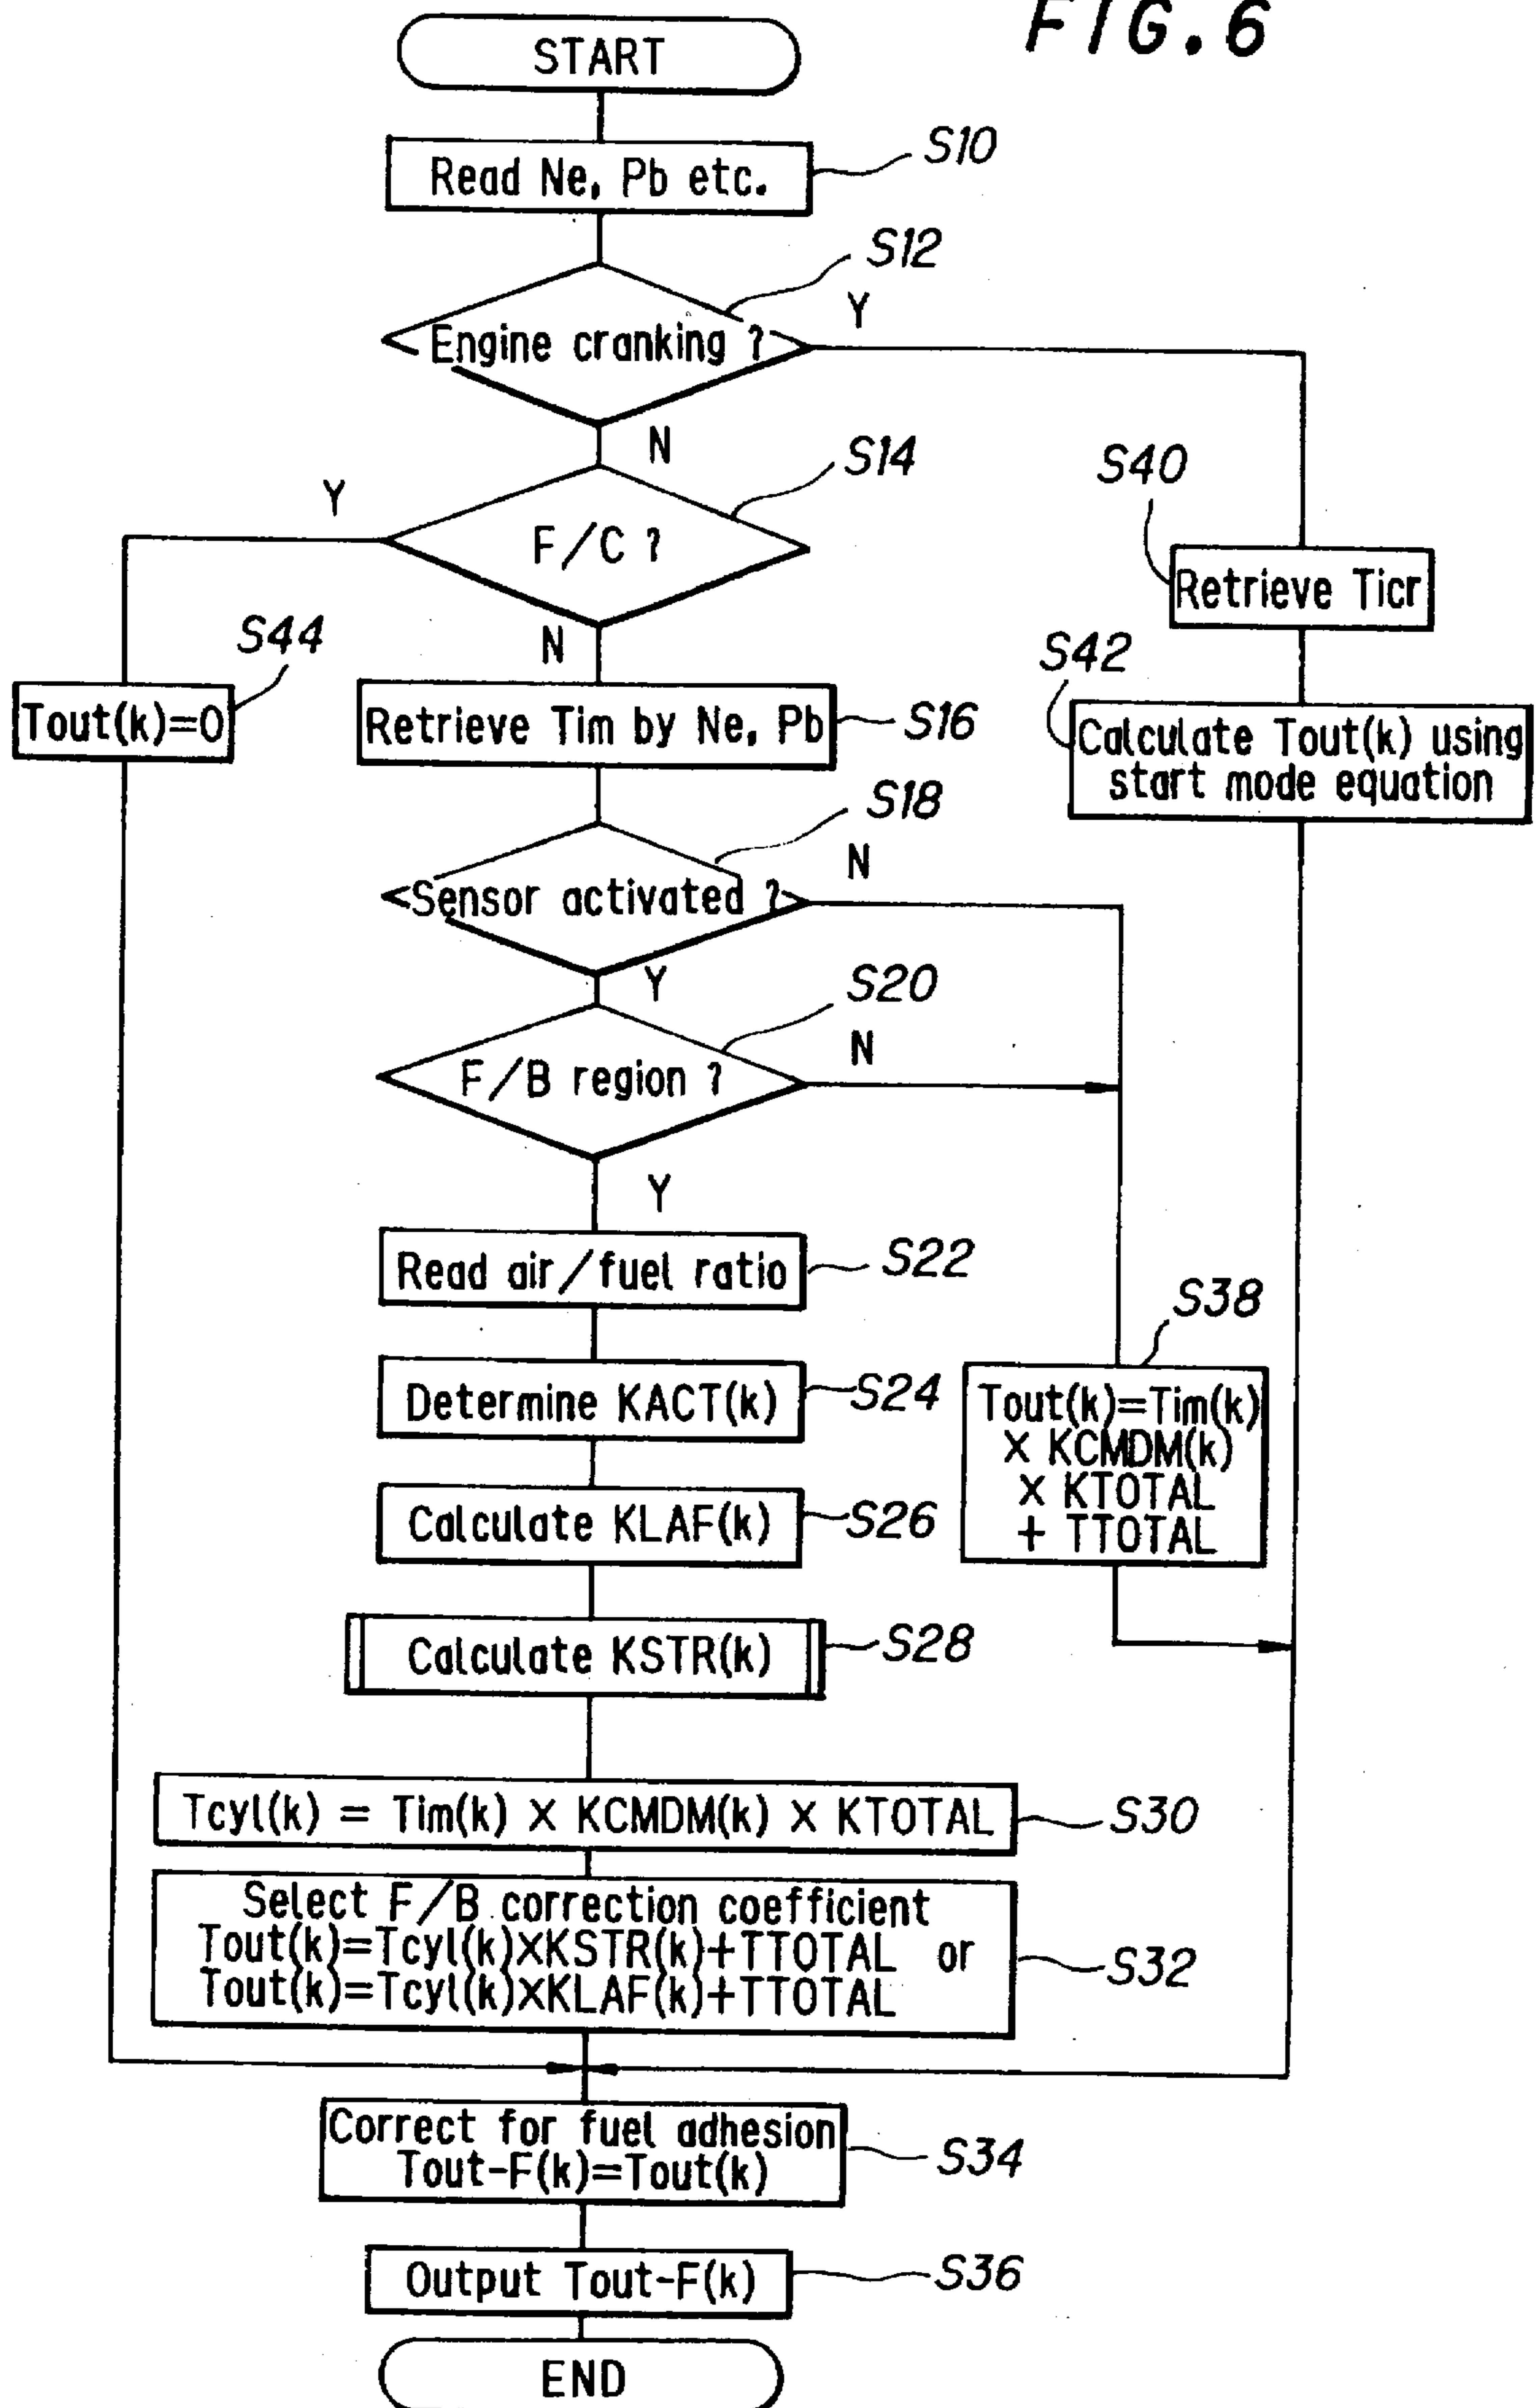 FIG.6
START
Read Ne, Pb etc.
S10
S12
Engine cranking ?
Y
N
S14
Y
F/C ?
S40
Retrieve Ticr
S44
N
S42
Tout(k)=0
Retrieve Tim by Ne, Pb
S16
Calculate Tout(k) using
start mode equation
S18
Sensor activated ?
N
Y
S20
F/B region ?
N
Y
Read air/fuel ratio
S22
S38
Determine KACT(k)
S24
Tout(k)=Tim(k)
× KCMDM(k)
× KTOTAL
+ TTOTAL
Calculate KLAF(k)
S26
Calculate KSTR(k)
S28
Tcyl(k) = Tim(k) × KCMDM(k) × KTOTAL
S30
Select F/B correction coefficient
Tout(k)=Tcyl(k)×KSTR(k)+TTOTAL or
Tout(k)=Tcyl(k)×KLAF(k)+TTOTAL
S32
Correct for fuel adhesion
Tout-F(k)=Tout(k)
S34
Output Tout-F(k)
S36
END